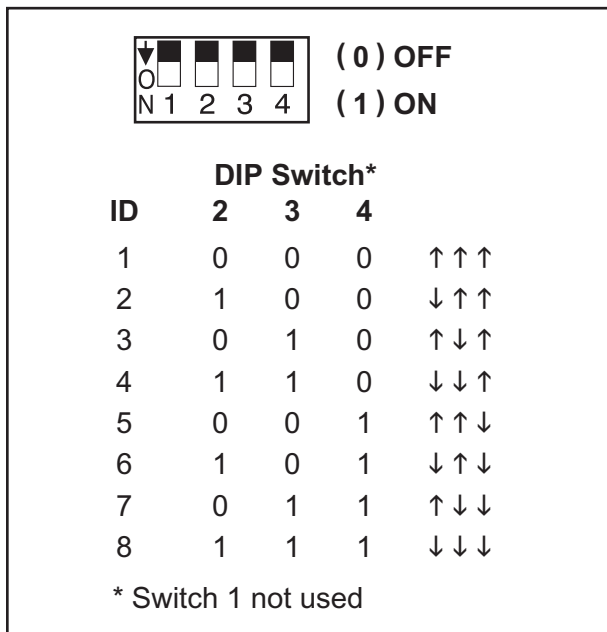 ( 0 ) OFF
↓
O
N 1 2 3 4 ( 1 ) ON
DIP Switch*
ID 2 3 4
1 0 0 0 ↑ ↑ ↑
2 1 0 0 ↓ ↑ ↑
3 0 1 0 ↑ ↓ ↑
4 1 1 0 ↓ ↓ ↑
5 0 0 1 ↑ ↑ ↓
6 1 0 1 ↓ ↑ ↓
7 0 1 1 ↑ ↓ ↓
8 1 1 1 ↓ ↓ ↓
* Switch 1 not used